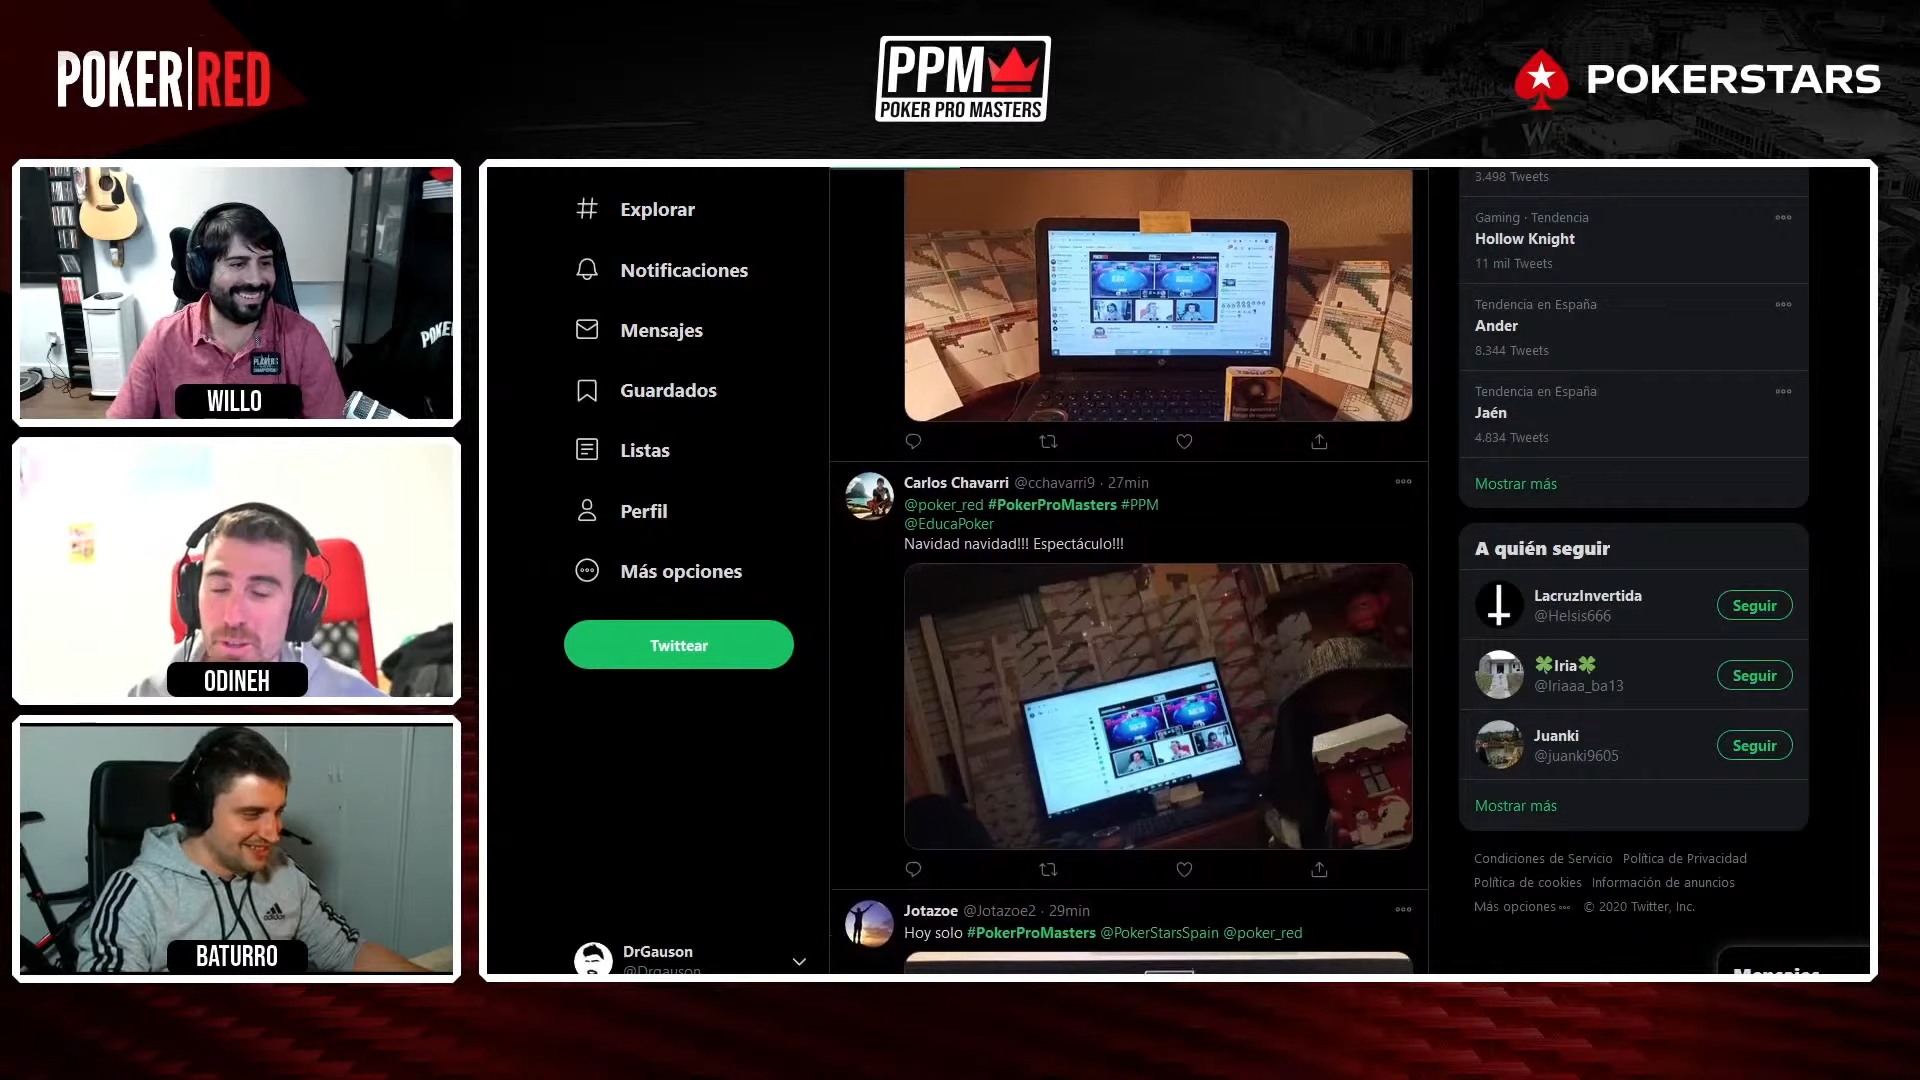 POKER|RED
PPM
POKER PRO MASTERS
POKERSTARS
WILLO
ODINEH
BATURRO
Explorar
Notificaciones
Mensajes
Guardados
Listas
Perfil
Más opciones
Twittear
DrGauson
@Drgauson
Carlos Chavarri @cchavarri9 · 27min
@poker_red #PokerProMasters #PPM
@EducaPoker
Navidad navidad!!! Espectáculo!!!
Jotazoe @Jotazoe2 · 29min
Hoy solo #PokerProMasters @PokerStarsSpain @poker_red
3.498 Tweets
Gaming · Tendencia
Hollow Knight
11 mil Tweets
Tendencia en España
Ander
8.344 Tweets
Tendencia en España
Jaén
4.834 Tweets
Mostrar más
A quién seguir
LacruzInvertida
@Helsis666
Seguir
🍀Iria🍀
@Iriaaa_ba13
Seguir
Juanki
@juanki9605
Seguir
Mostrar más
Condiciones de Servicio Política de Privacidad
Política de cookies Información de anuncios
Más opciones ••• © 2020 Twitter, Inc.
Mensajes